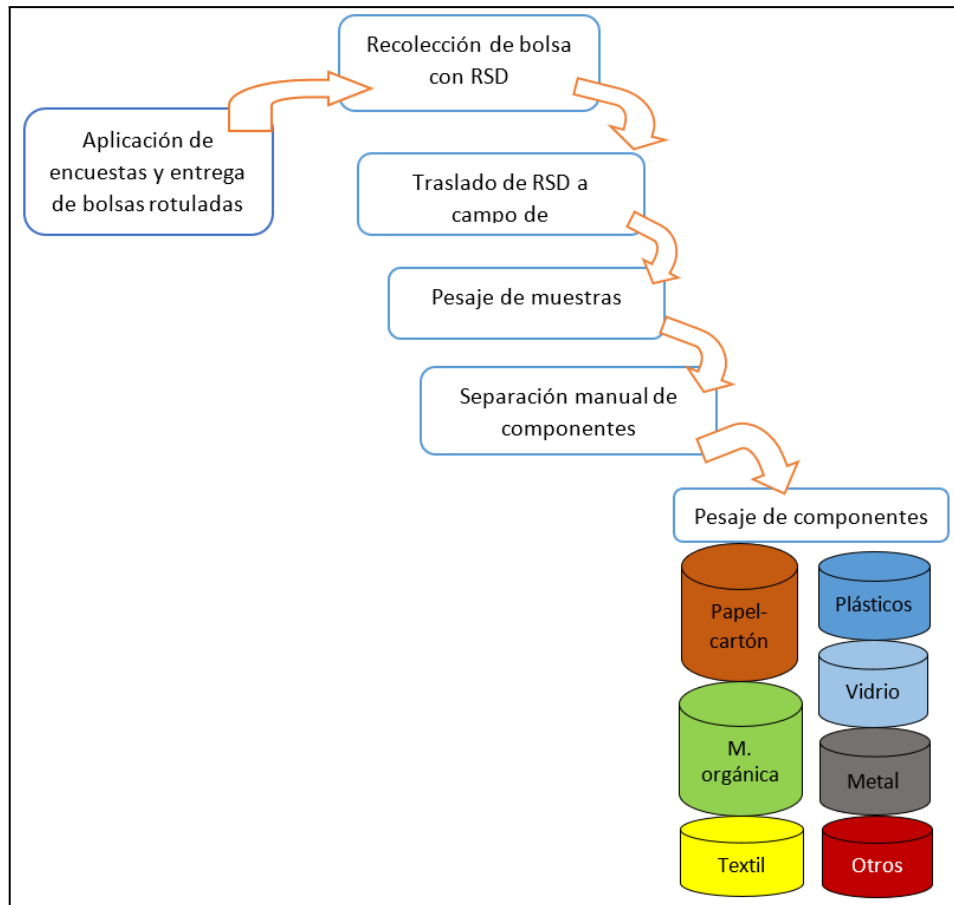 Recolección de bolsa
con RSD
Aplicación de
encuestas y entrega
de bolsas rotuladas
Traslado de RSD a
campo de
Pesaje de muestras
Separación manual de
componentes
Pesaje de componentes
Papel-
cartón
Plásticos
Vidrio
M.
orgánica
Metal
Textil
Otros